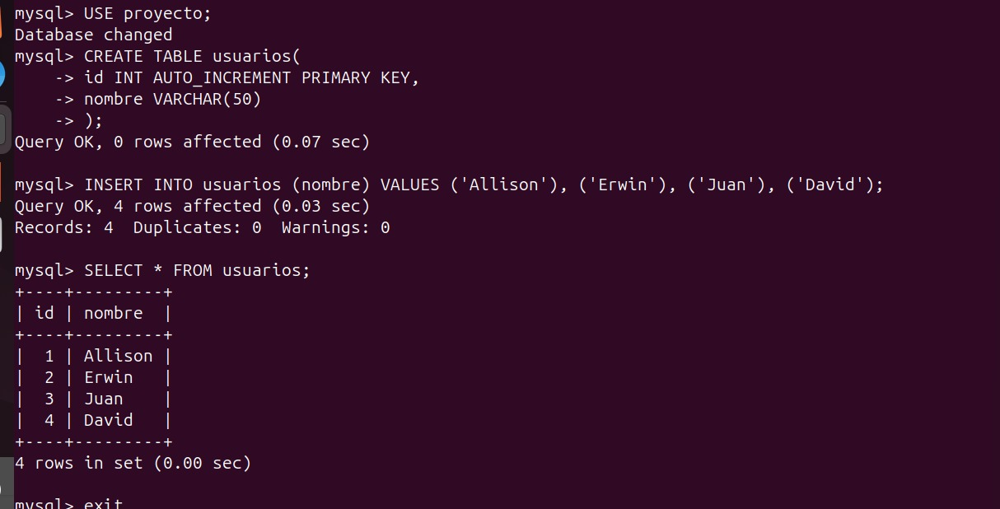 mysql> USE proyecto;
Database changed
mysql> CREATE TABLE usuarios(
    -> id INT AUTO_INCREMENT PRIMARY KEY,
    -> nombre VARCHAR(50)
    -> );
Query OK, 0 rows affected (0.07 sec)

mysql> INSERT INTO usuarios (nombre) VALUES ('Allison'), ('Erwin'), ('Juan'), ('David');
Query OK, 4 rows affected (0.03 sec)
Records: 4  Duplicates: 0  Warnings: 0

mysql> SELECT * FROM usuarios;
+----+---------+
| id | nombre  |
+----+---------+
|  1 | Allison |
|  2 | Erwin   |
|  3 | Juan    |
|  4 | David   |
+----+---------+
4 rows in set (0.00 sec)

mysql> exit